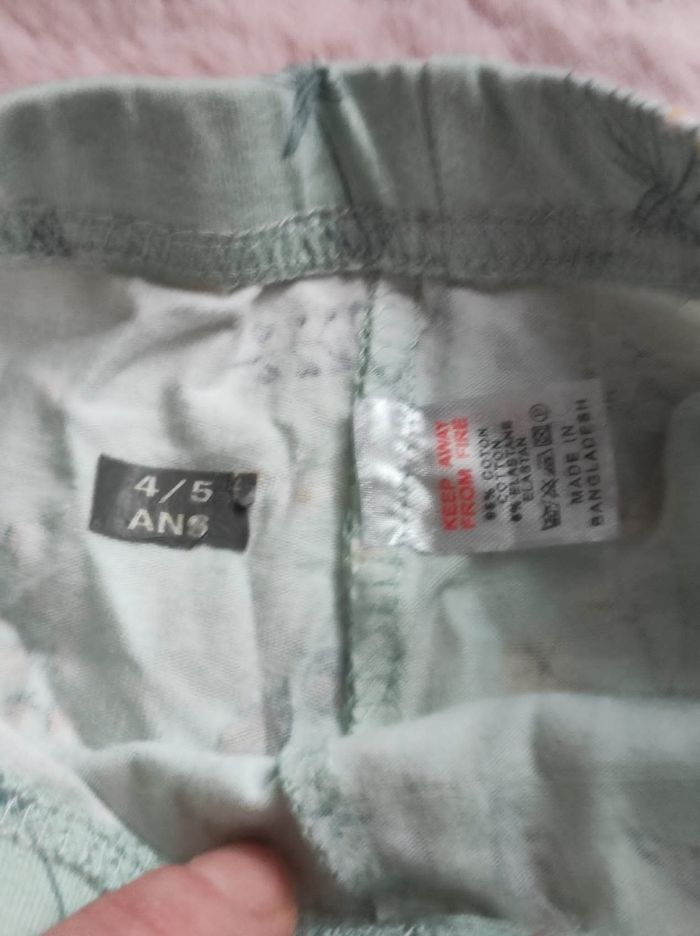 4/5
ANS
KEEP AWAY
FROM FIRE
COTON
COTTON
ELASTANE
ELASTAN
MADE IN
BANGLADESH